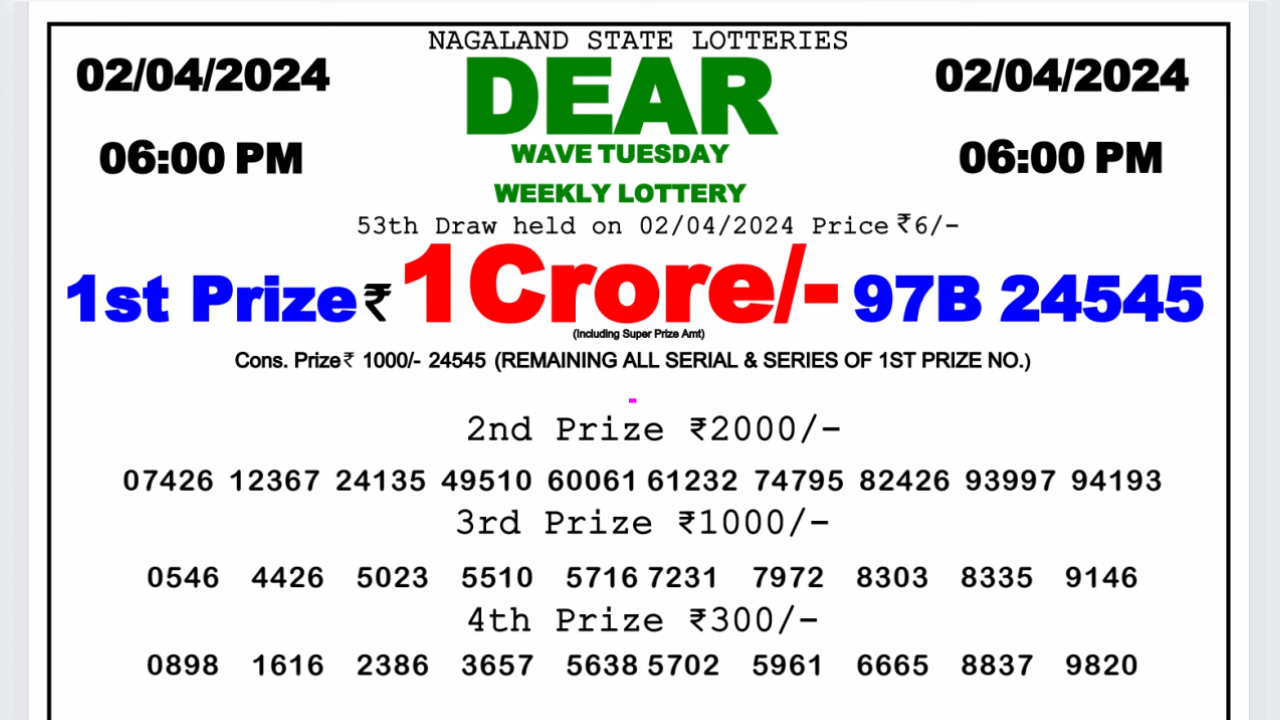 NAGALAND STATE LOTTERIES
02/04/2024 DEAR 02/04/2024
06:00 PM WAVE TUESDAY 06:00 PM
WEEKLY LOTTERY
53th Draw held on 02/04/2024 Price ₹6/-
1st Prize ₹ 1Crore/- 97B 24545
(Including Super Prize Amt)
Cons. Prize ₹ 1000/- 24545 (REMAINING ALL SERIAL & SERIES OF 1ST PRIZE NO.)
-
2nd Prize ₹2000/-
07426 12367 24135 49510 60061 61232 74795 82426 93997 94193
3rd Prize ₹1000/-
0546 4426 5023 5510 5716 7231 7972 8303 8335 9146
4th Prize ₹300/-
0898 1616 2386 3657 5638 5702 5961 6665 8837 9820